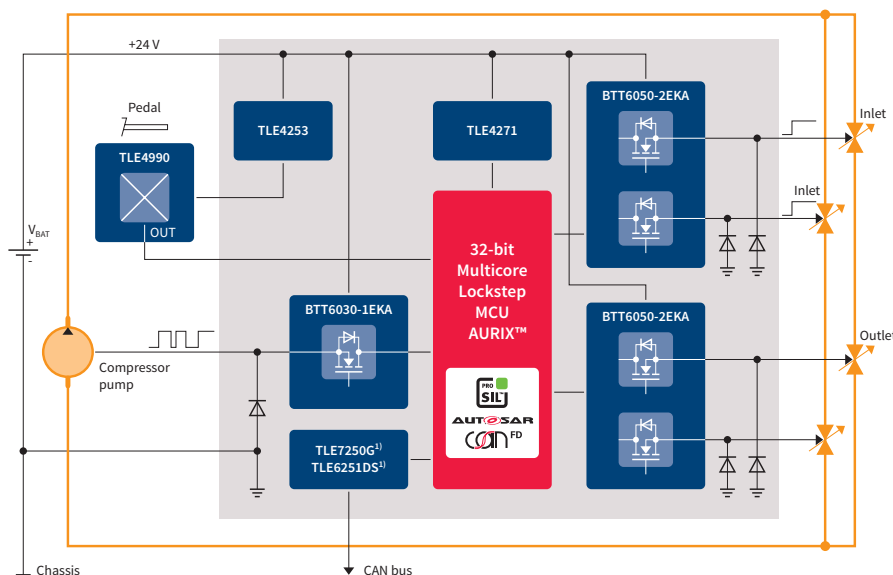 +24 V
BTT6050-2EKA
Pedal
TLE4253
TLE4271
Inlet
TLE4990
Inlet
OUT
VBAT
+
-
32-bit
Multicore
Lockstep
MCU
AURIX™
BTT6030-1EKA
BTT6050-2EKA
Outlet
Compressor
pump
PRO
SIL
AUTOSAR
CAN FD
TLE7250G1)
TLE6251DS1)
Chassis
CAN bus